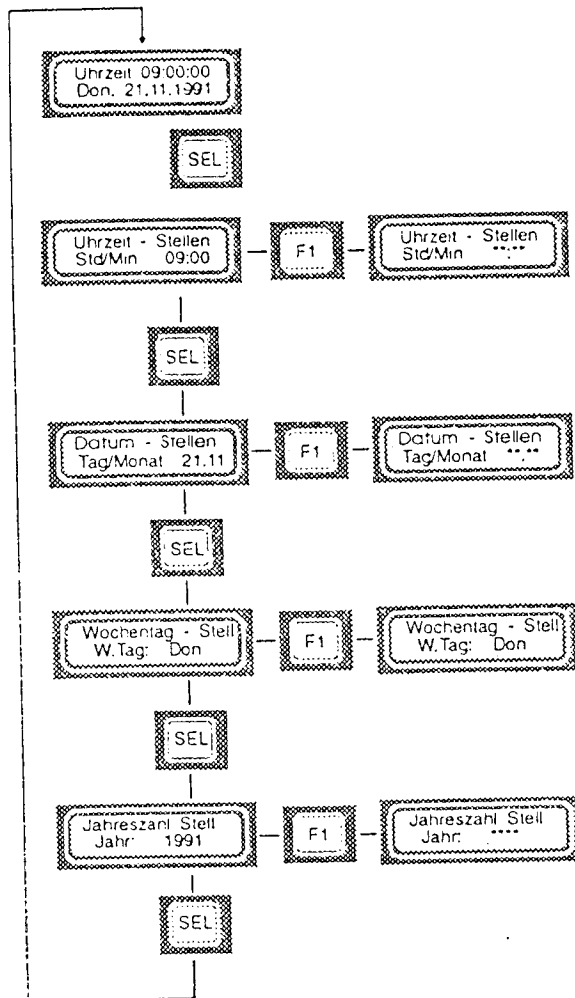 Uhrzeit 09:00:00
Don. 21.11.1991
SEL
Uhrzeit - Stellen
Std/Min 09:00
F1
Uhrzeit - Stellen
Std/Min **:**
SEL
Datum - Stellen
Tag/Monat 21.11
F1
Datum - Stellen
Tag/Monat **.**
SEL
Wochentag - Stell
W.Tag: Don
F1
Wochentag - Stell
W.Tag: Don
SEL
Jahreszahl Stell
Jahr: 1991
F1
Jahreszahl Stell
Jahr: ****
SEL